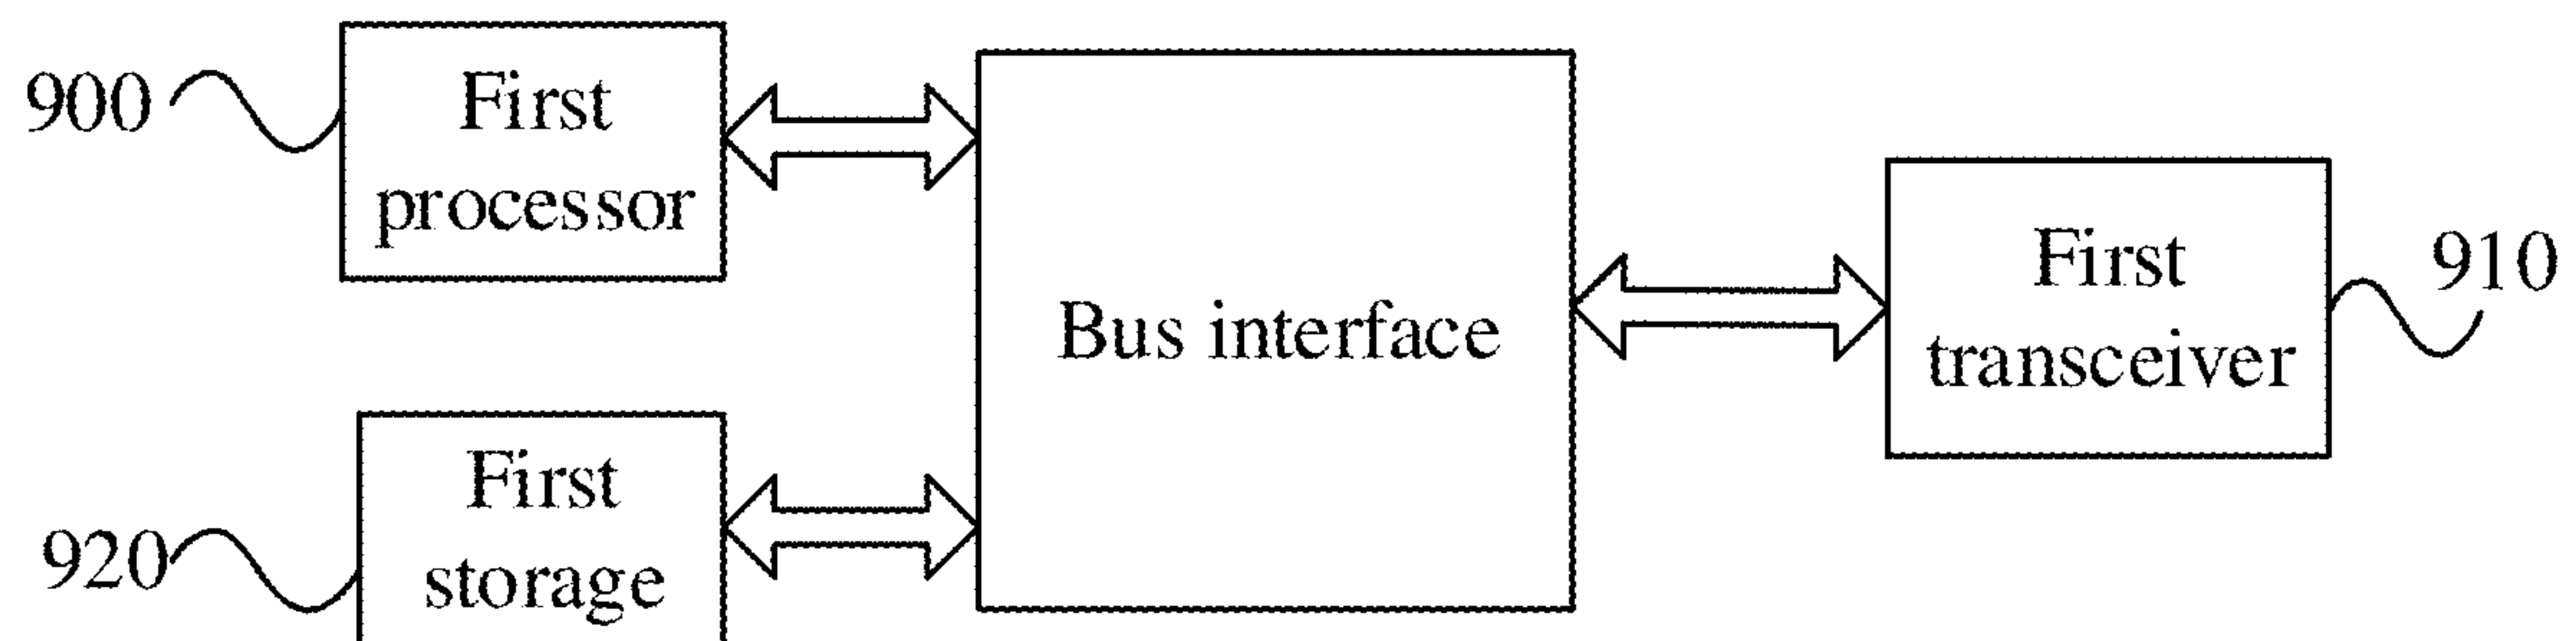 900
First
processor
Bus interface
First
transceiver
910
920
First
storage